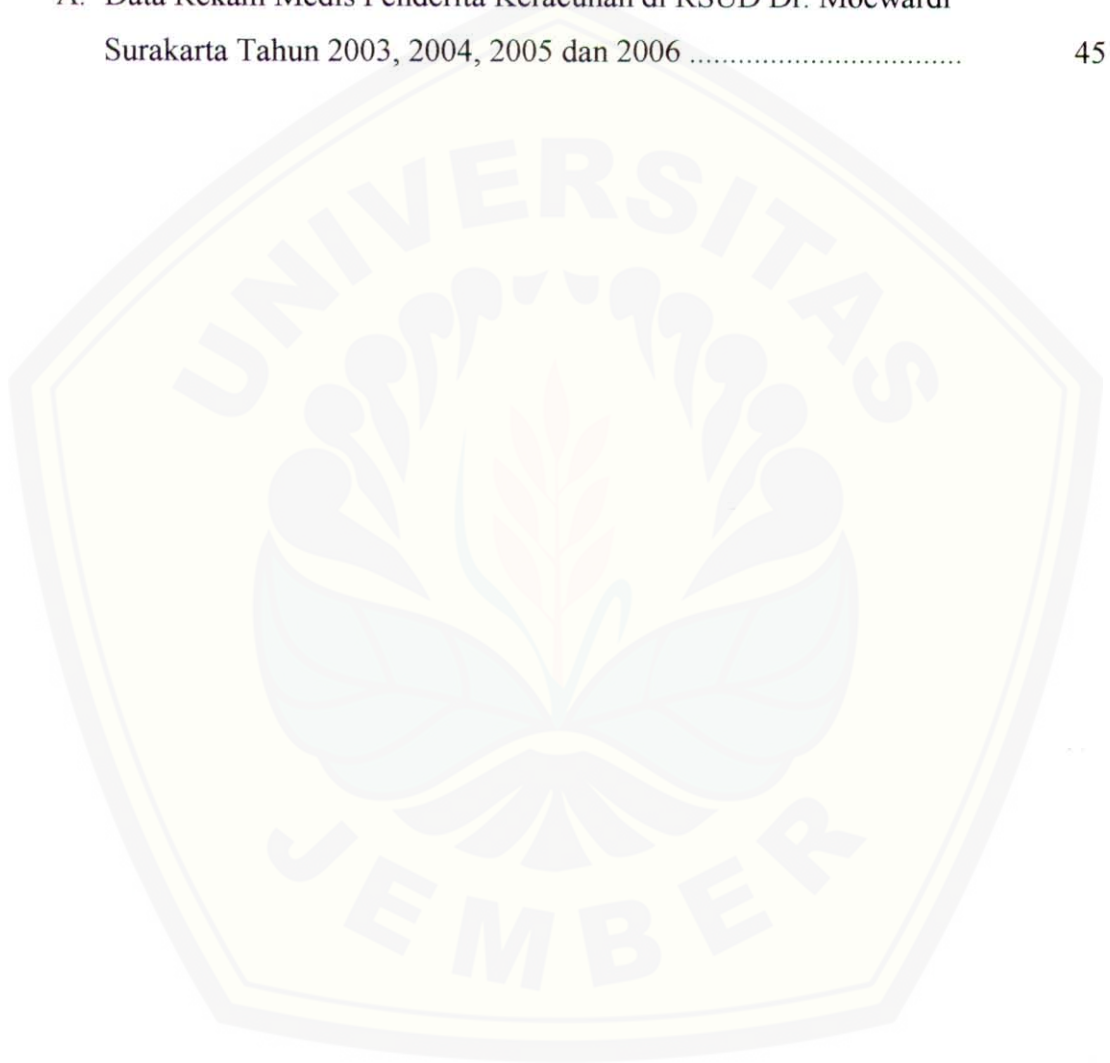 A. Data Rekam Medis Penderita Keracunan di RSUD Dr. Moewardi
Surakarta Tahun 2003, 2004, 2005 dan 2006 ................................. 45
UNIVERSITAS
JEMBER